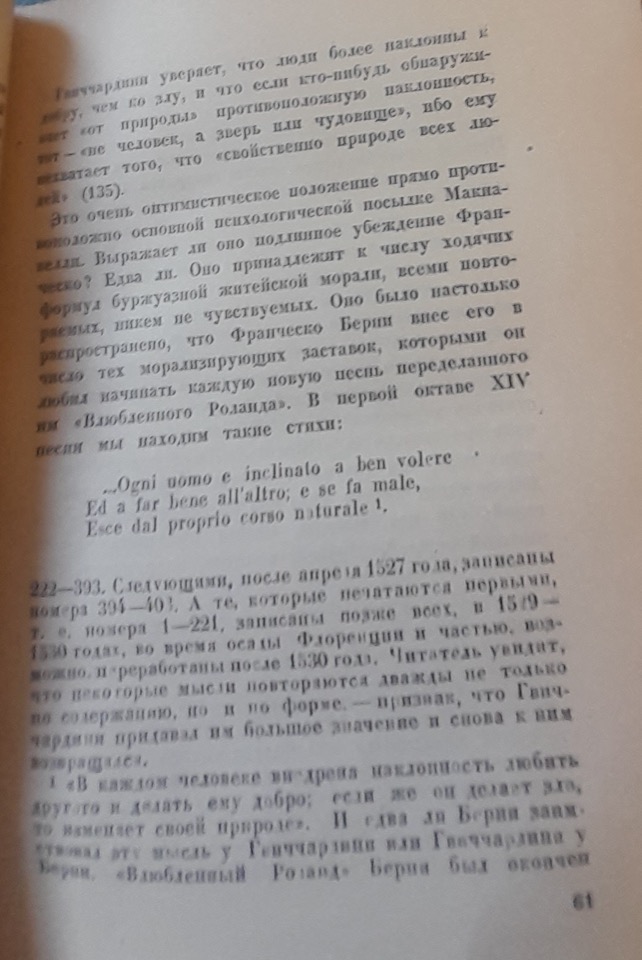 Гвиччардини уверяет, что люди более наклонны к
добру, чем ко злу, и что если кто-нибудь обнаружи-
вает «от природы» противоположную наклонность,
тот — «не человек, а зверь или чудовище», ибо ему
нехватает того, что «свойственно природе всех лю-
дей» (135).
Это очень оптимистическое положение прямо проти-
воположно основной психологической посылке Макиа-
велли. Выражает ли оно подлинное убеждение Фран-
ческо? Едва ли. Оно принадлежит к числу ходячих
формул буржуазной житейской морали, всеми повто-
ряемых, никем не чувствуемых. Оно было настолько
распространено, что Франческо Берни внес его в
число тех морализирующих заставок, которыми он
любил начинать каждую новую песнь переделанного
им «Влюбленного Роланда». В первой октаве XIV
песни мы находим такие стихи:
...Ogni uomo e inclinato a ben volere
Ed a far bene all'altro; e se fa male,
Esce dal proprio corso naturale ¹.
222—393. Следующими, после апреля 1527 года, записаны
номера 394—403. А те, которые печатаются первыми,
т. е. номера 1—221, записаны позже всех, в 1529—
1530 годах, во время осады Флоренции и частью, воз-
можно, переработаны после 1530 года. Читатель увидит,
что некоторые мысли повторяются дважды не только
по содержанию, но и по форме, — признак, что Гвич-
чардини придавал им большое значение и снова к ним
возвращался.
¹ «В каждом человеке внедрена наклонность любить
другого и делать ему добро; если же он делает зло,
то изменяет своей природе». И едва ли Берни заим-
ствовал эту мысль у Гвиччардини или Гвиччардини у
Берни. «Влюбленный Роланд» Берни был окончен
61